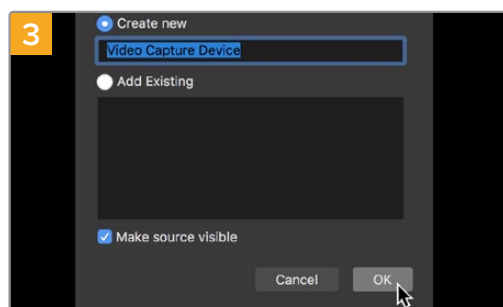 3
Create new
Video Capture Device
Add Existing
Make source visible
Cancel OK